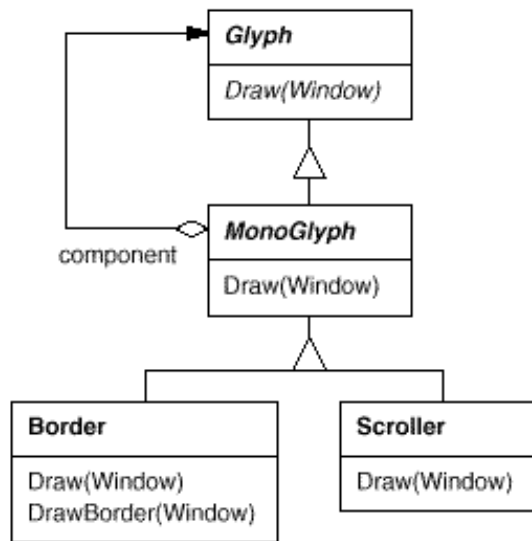 Glyph
Draw(Window)
MonoGlyph
component
Draw(Window)
Border
Draw(Window)
DrawBorder(Window)
Scroller
Draw(Window)